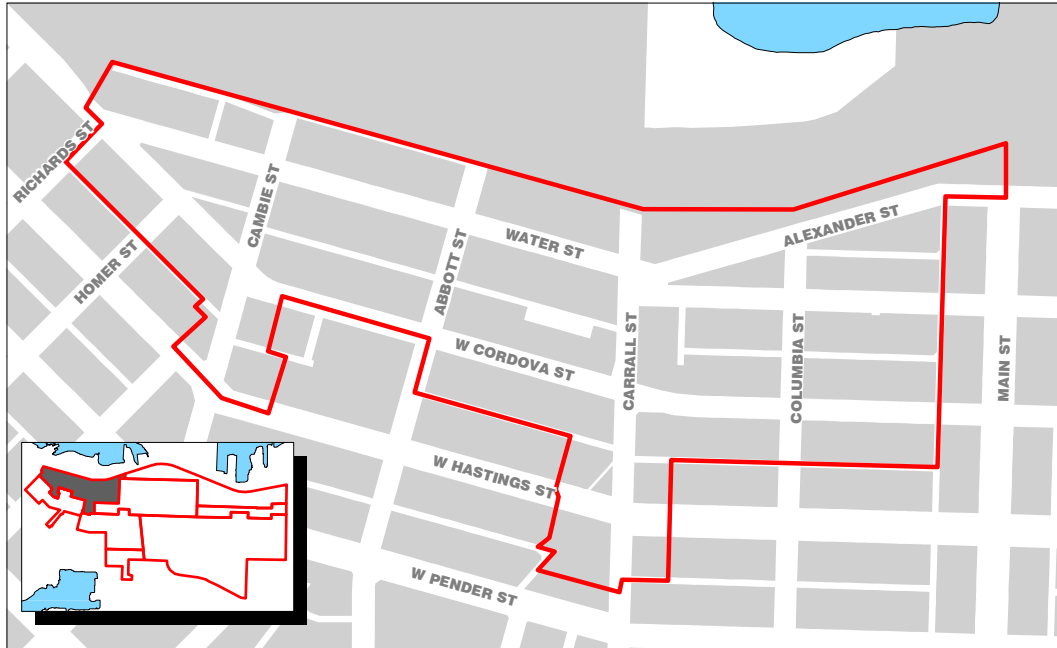 RICHARDS ST
HOMER ST
CAMBIE ST
ABBOTT ST
WATER ST
W CORDOVA ST
CARRALL ST
ALEXANDER ST
COLUMBIA ST
MAIN ST
W HASTINGS ST
W PENDER ST